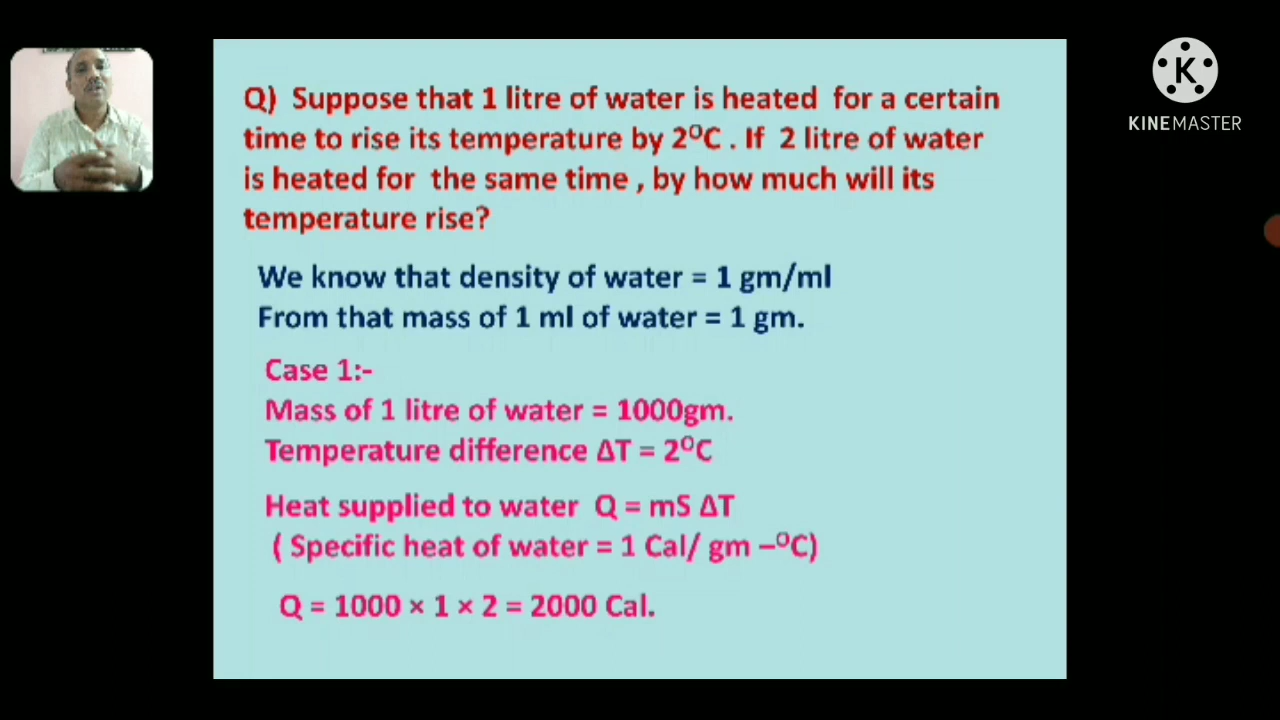 Q) Suppose that 1 litre of water is heated for a certain
time to rise its temperature by 2⁰C . If 2 litre of water
is heated for the same time , by how much will its
temperature rise?
We know that density of water = 1 gm/ml
From that mass of 1 ml of water = 1 gm.
Case 1:-
Mass of 1 litre of water = 1000gm.
Temperature difference ΔT = 2⁰C
Heat supplied to water Q = mS ΔT
( Specific heat of water = 1 Cal/ gm –⁰C)
Q = 1000 × 1 × 2 = 2000 Cal.
K
KINEMASTER